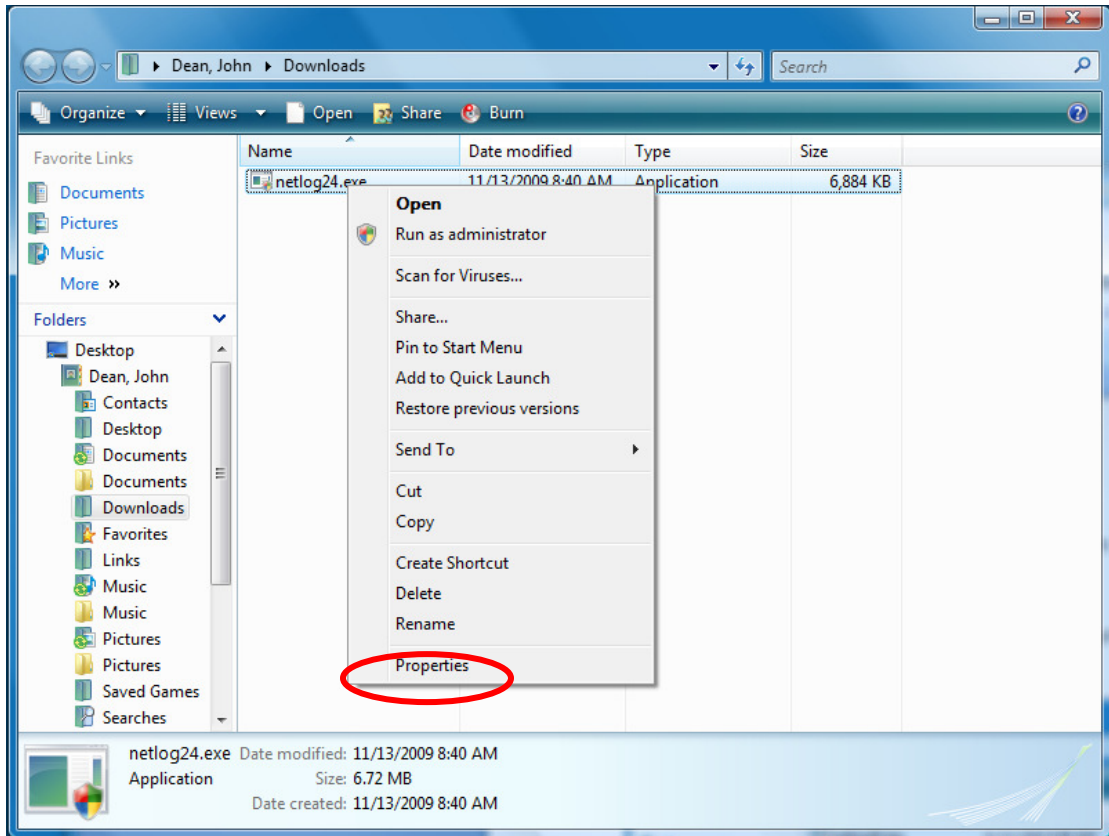 Dean, John ▸ Downloads
Search
Organize Views Open Share Burn
Favorite Links
Documents
Pictures
Music
More »
Folders
Desktop
Dean, John
Contacts
Desktop
Documents
Documents
Downloads
Favorites
Links
Music
Music
Pictures
Pictures
Saved Games
Searches
Name Date modified Type Size
netlog24.exe 11/13/2009 8:40 AM Application 6,884 KB
Open
Run as administrator
Scan for Viruses...
Share...
Pin to Start Menu
Add to Quick Launch
Restore previous versions
Send To
Cut
Copy
Create Shortcut
Delete
Rename
Properties
netlog24.exe Date modified: 11/13/2009 8:40 AM
Application Size: 6.72 MB
Date created: 11/13/2009 8:40 AM